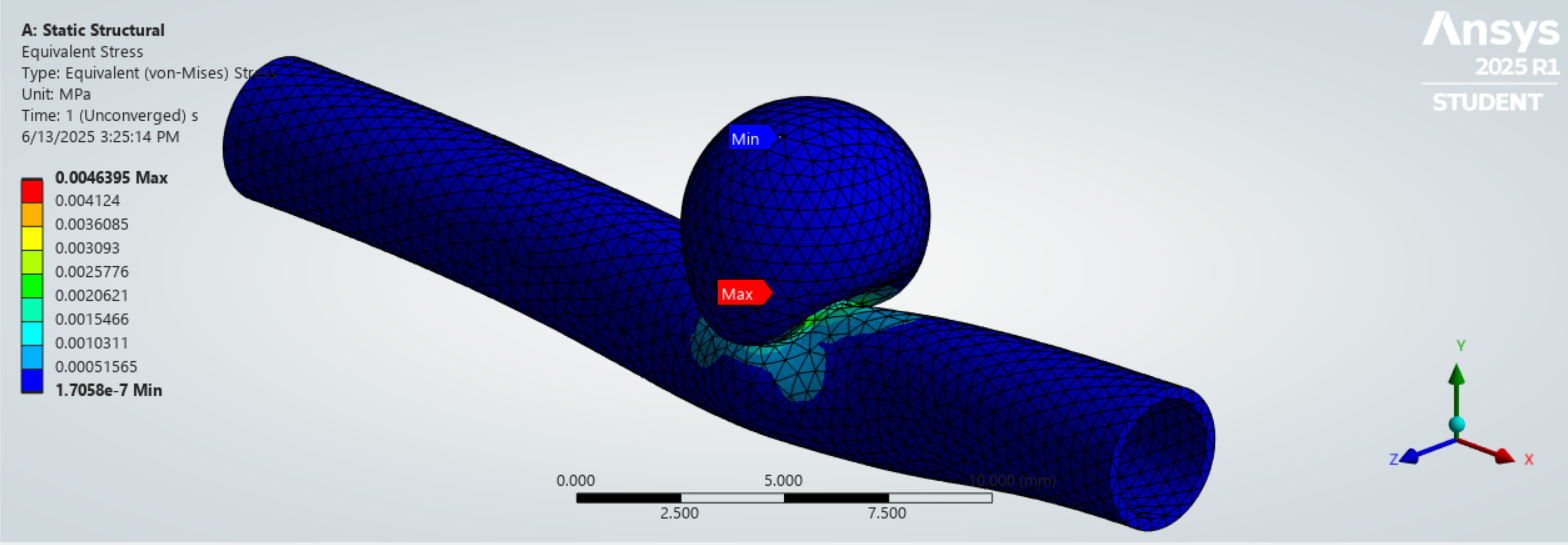 A: Static Structural
Equivalent Stress
Type: Equivalent (von-Mises) Stress
Unit: MPa
Time: 1 (Unconverged) s
6/13/2025 3:25:14 PM
0.0046395 Max
0.004124
0.0036085
0.003093
0.0025776
0.0020621
0.0015466
0.0010311
0.00051565
1.7058e-7 Min
Min
Max
0.000 5.000 10.000 (mm)
2.500 7.500
Ansys
2025 R1
STUDENT
Y
Z X